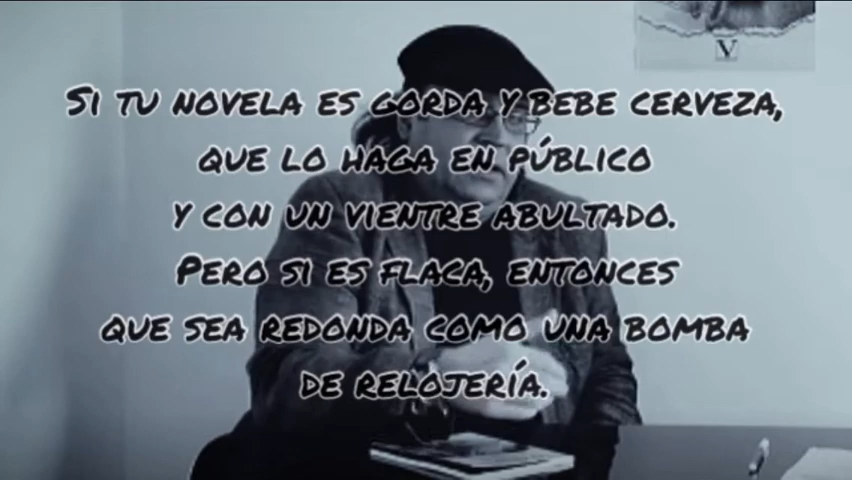 SI TU NOVELA ES GORDA Y BEBE CERVEZA,
QUE LO HAGA EN PÚBLICO
Y CON UN VIENTRE ABULTADO.
PERO SI ES FLACA, ENTONCES
QUE SEA REDONDA COMO UNA BOMBA
DE RELOJERÍA.
V